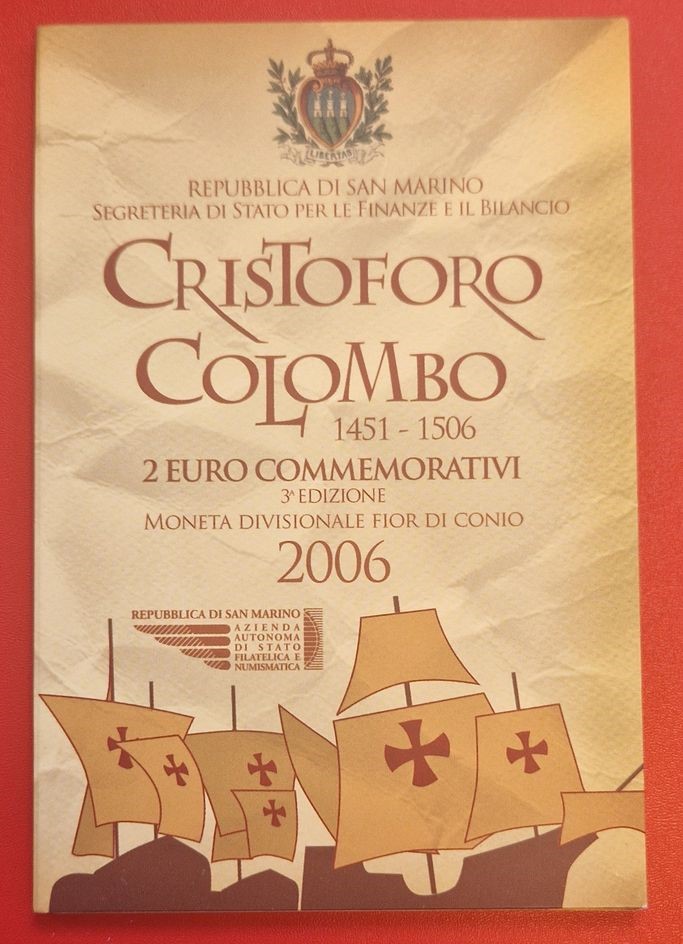 LIBERTAS
REPUBBLICA DI SAN MARINO
SEGRETERIA DI STATO PER LE FINANZE E IL BILANCIO
CRISTOFORO
COLOMBO
1451 - 1506
2 EURO COMMEMORATIVI
3ᴬ EDIZIONE
MONETA DIVISIONALE FIOR DI CONIO
2006
REPUBBLICA DI SAN MARINO
AZIENDA
AUTONOMA
DI STATO
FILATELICA E
NUMISMATICA